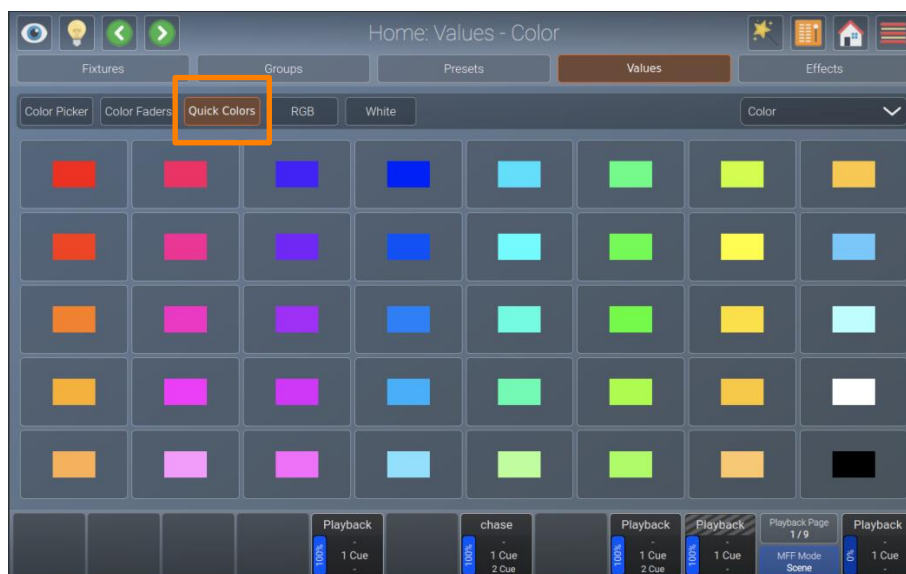 Home: Values - Color
Fixtures Groups Presets Values Effects
Color Picker Color Faders Quick Colors RGB White Color
Playback chase Playback Playback Playback Page Playback
- - - - 1/9 -
100% 1 Cue 100% 1 Cue 100% 1 Cue 100% 1 Cue MFF Mode 0% 1 Cue
- 2 Cue 2 Cue - Scene -